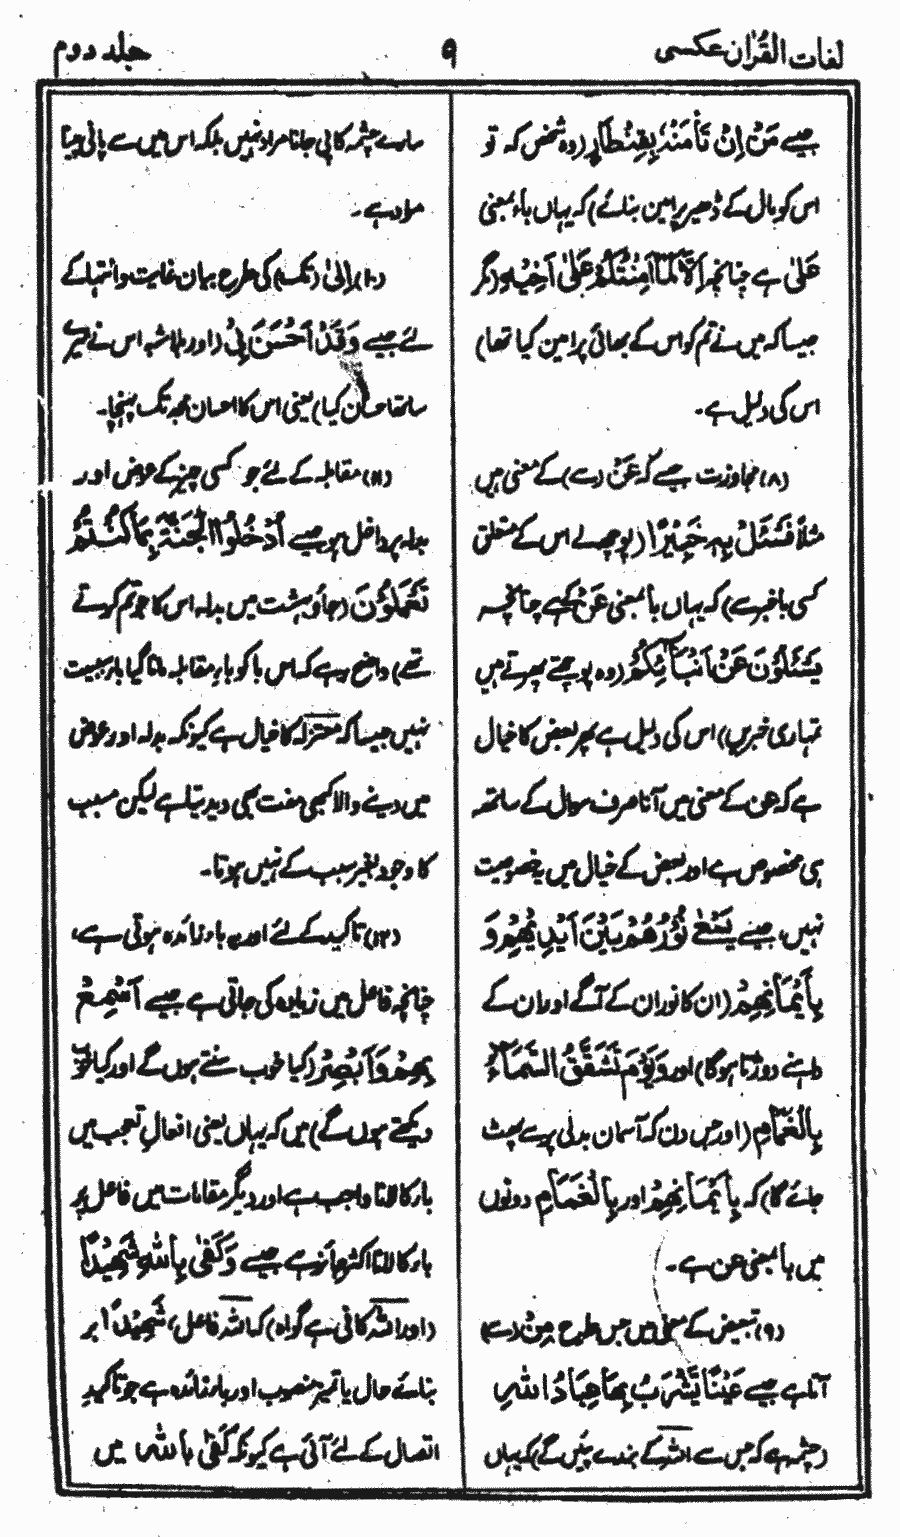 لغات القرآن عکسی
۹
جلد دوم
جیسے مَنْ اِنْ تَاْمَنْهُ بِقِنْطَارٍ (وہ شخص کہ تو
اس کو مال کے ڈھیر پر امین بنائے) کہ یہاں باء بمعنی
عَلٰی ہے چنانچہ اِلَّا كَمَآ اَمِنْتُكُمْ عَلٰٓى اَخِيْهِ (مگر
جیسا کہ میں نے تم کو اس کے بھائی پر امین کیا تھا)
اس کی دلیل ہے۔
(۸) مجاوزت جیسے کہ عَنْ (سے) کے معنی میں
مثلاً فَسْئَلْ بِهٖ خَبِيْرًا (پوچھ لے اس کے متعلق
کسی باخبر سے) کہ یہاں با بمعنی عَنْ کے ہے چنانچہ
يَسْئَلُوْنَ عَنْ اَنْبَآئِكُمْ (وہ پوچھتے پھرتے ہیں
تمہاری خبریں) اس کی دلیل ہے پھر بعض کا خیال
ہے کہ عن کے معنی میں آنا صرف سوال کے ساتھ
ہی مخصوص ہے اور بعض کے خیال میں یہ خصوصیت
نہیں، جیسے يَسْعٰى نُوْرُهُمْ بَيْنَ اَيْدِيْهِمْ وَ
بِاَيْمَانِهِمْ (ان کا نور ان کے آگے اور ان کے
داہنے دوڑتا ہوگا) اور وَيَوْمَ تَشَقَّقُ السَّمَآءُ
بِالْغَمَامِ (اور جس دن کہ آسمان بدلی پر سے پھٹ
جائے گا) کہ بِاَيْمَانِهِمْ اور بِالْغَمَامِ دونوں
میں با بمعنی عن ہے۔
(۹) تبعیض کے معنی میں جس طرح مِنْ (سے)
آتا ہے جیسے عَيْنًا يَّشْرَبُ بِهَا عِبَادُ اللهِ
(چشمہ ہے کہ جس سے اللہ کے بندے پئیں گے) کہ یہاں
سارے چشمہ کا پی جانا مراد نہیں بلکہ اس میں سے پانی پینا
مراد ہے۔
(۱۰) اِلٰی (تک) کی طرح بیان غایت و انتہا کے
لئے جیسے وَقَدْ اَحْسَنَ بِيْ (اور بلاشبہ اس نے میرے
ساتھ احسان کیا) یعنی اس کا احسان مجھ تک پہنچا۔
(۱۱) مقابلہ کے لئے جو کسی چیز کے عوض اور
بدلہ پر داخل ہو جیسے اُدْخُلُوا الْجَنَّةَ بِمَا كُنْتُمْ
تَعْمَلُوْنَ (جاؤ بہشت میں بدلہ اس کا جو تم کرتے
تھے) واضح رہے کہ اس با کو باء مقابلہ مانا گیا باء سببیت
نہیں جیسا کہ معتزلہ کا خیال ہے کیونکہ بدلہ اور عوض
میں دینے والا کبھی مفت بھی دیدیتا ہے لیکن مسبب
کا وجود بغیر سبب کے نہیں ہوتا۔
(۱۲) تاکید کے لئے اور یہ باء زائدہ ہوتی ہے،
چنانچہ فاعل میں زیادہ کی جاتی ہے جیسے اَسْمِعْ
بِهِمْ وَاَبْصِرْ (کیا خوب سنتے ہوں گے اور کیا خوب
دیکھتے ہوں گے) میں کہ یہاں یعنی افعالِ تعجب میں
باء کا لانا واجب ہے اور دیگر مقامات میں فاعل پر
باء کا لانا اکثر جائز ہے جیسے وَكَفٰى بِاللهِ شَهِيْدًا
(اور اللہ کافی ہے گواہ) کہ اللہ فاعل، شَهِيْدًا بر
بنائے حال یا تمیز منصوب اور باء زائدہ ہے جو تاکید
اتصال کے لئے آئی ہے کیونکہ كَفٰى بِاللهِ میں